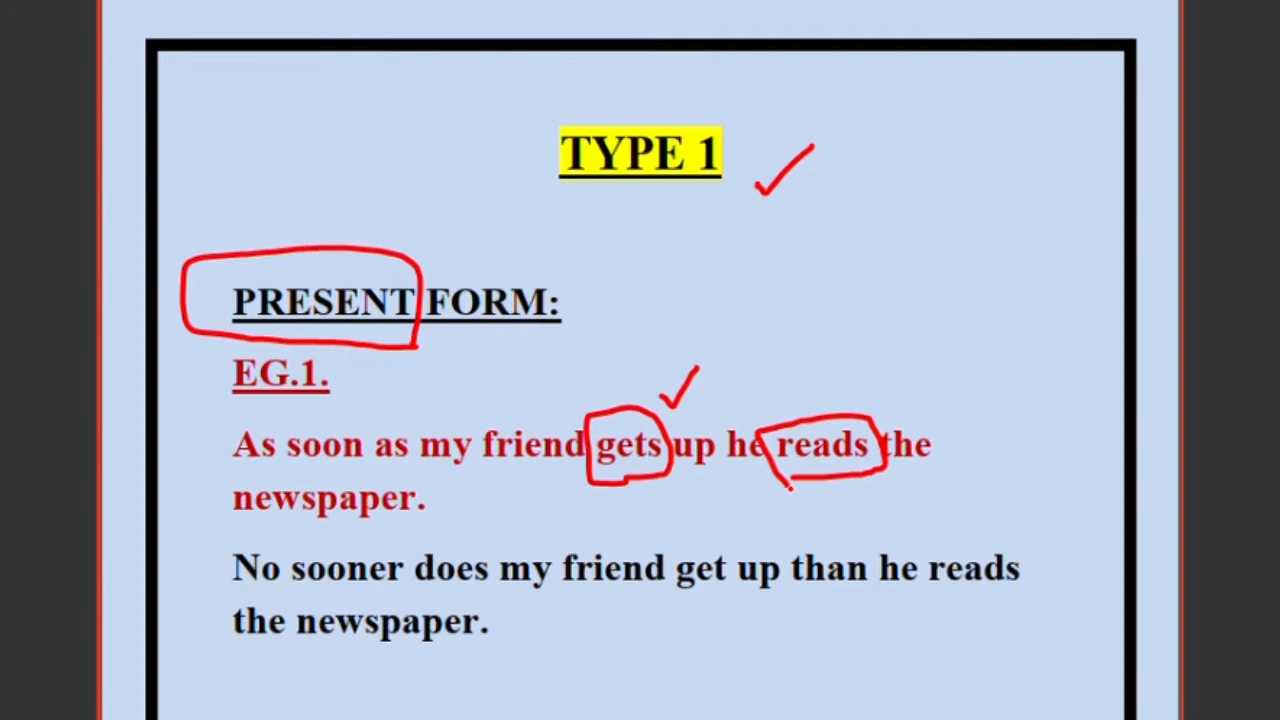 TYPE 1
PRESENT FORM:
EG.1.
As soon as my friend gets up he reads the
newspaper.
No sooner does my friend get up than he reads
the newspaper.